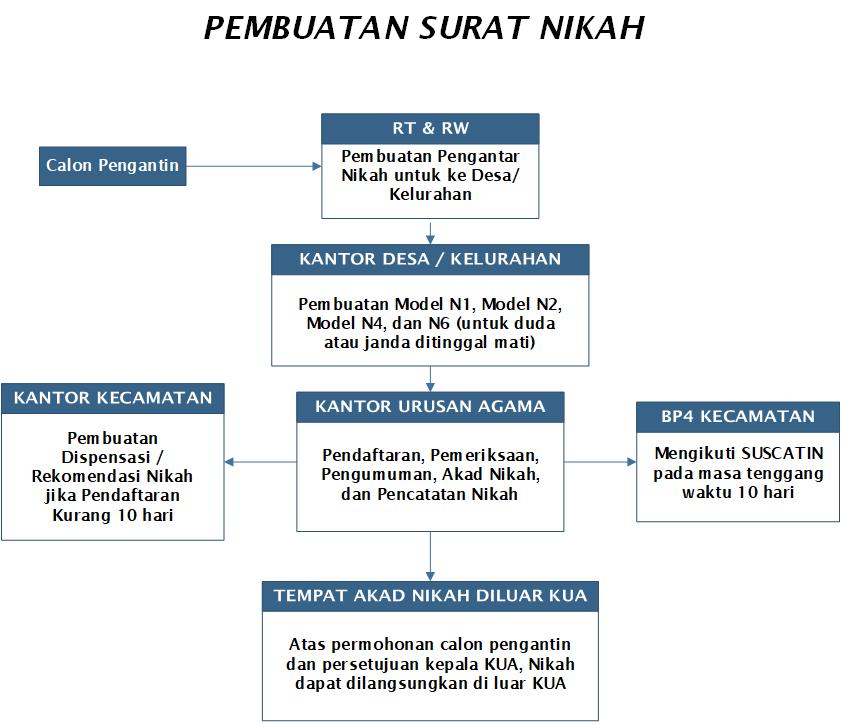 PEMBUATAN SURAT NIKAH
Calon Pengantin
RT & RW
Pembuatan Pengantar
Nikah untuk ke Desa/
Kelurahan
KANTOR DESA / KELURAHAN
Pembuatan Model N1, Model N2,
Model N4, dan N6 (untuk duda
atau janda ditinggal mati)
KANTOR KECAMATAN
Pembuatan
Dispensasi /
Rekomendasi Nikah
jika Pendaftaran
Kurang 10 hari
KANTOR URUSAN AGAMA
Pendaftaran, Pemeriksaan,
Pengumuman, Akad Nikah,
dan Pencatatan Nikah
BP4 KECAMATAN
Mengikuti SUSCATIN
pada masa tenggang
waktu 10 hari
TEMPAT AKAD NIKAH DILUAR KUA
Atas permohonan calon pengantin
dan persetujuan kepala KUA, Nikah
dapat dilangsungkan di luar KUA